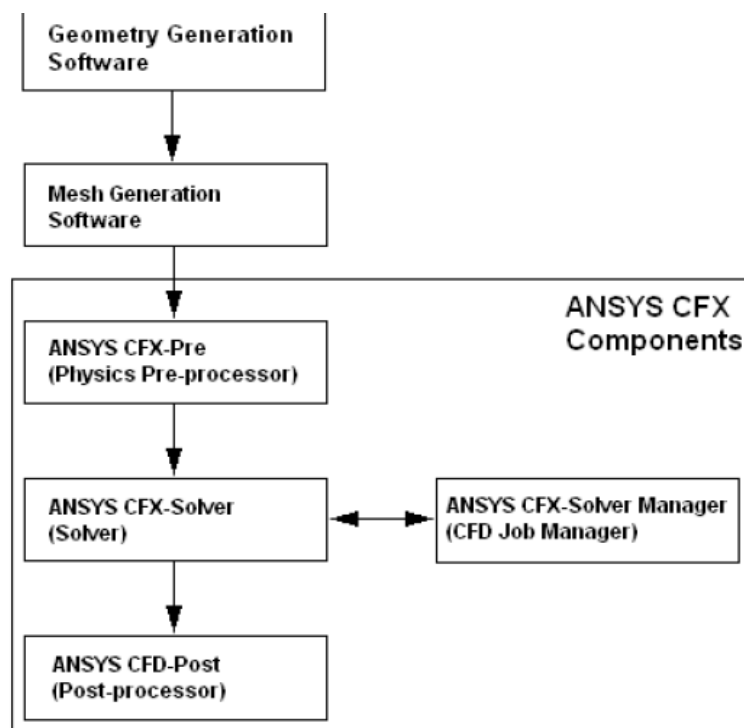 Geometry Generation
Software
Mesh Generation
Software
ANSYS CFX
Components
ANSYS CFX-Pre
(Physics Pre-processor)
ANSYS CFX-Solver
(Solver)
ANSYS CFX-Solver Manager
(CFD Job Manager)
ANSYS CFD-Post
(Post-processor)